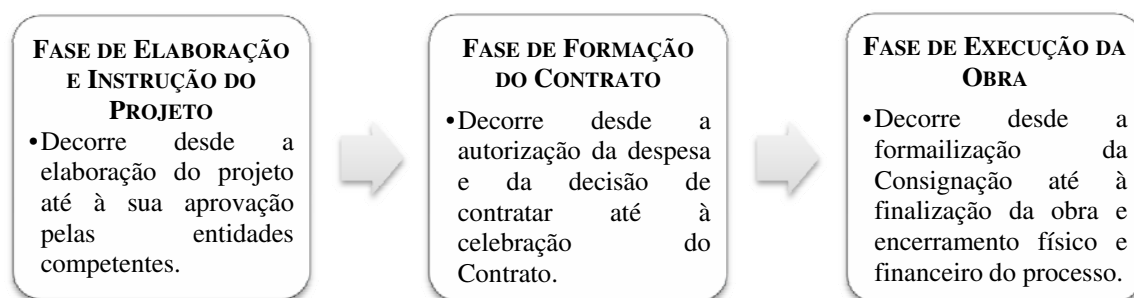 FASE DE ELABORAÇÃO
E INSTRUÇÃO DO
PROJETO
•Decorre desde a
elaboração do projeto
até à sua aprovação
pelas entidades
competentes.
FASE DE FORMAÇÃO
DO CONTRATO
•Decorre desde a
autorização da despesa
e da decisão de
contratar até à
celebração do
Contrato.
FASE DE EXECUÇÃO DA
OBRA
•Decorre desde a
formailização da
Consignação até à
finalização da obra e
encerramento físico e
financeiro do processo.